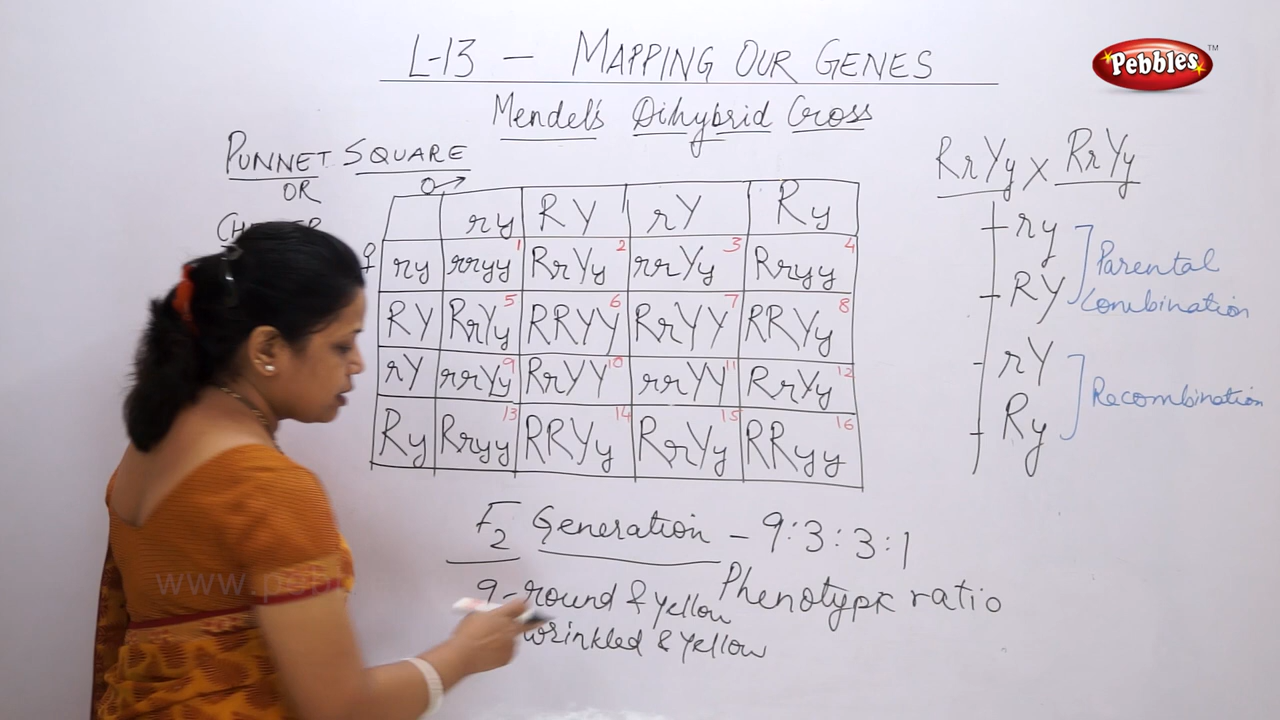 L-13 – MAPPING OUR GENES
Pebbles™
Mendel's Dihybrid Cross
PUNNET SQUARE
OR
♂
♀
ry RY rY Ry
ry rryy 1 RrYy 2 rrYy 3 Rryy 4
RY RrYy 5 RRYY 6 RrYY 7 RRYy 8
rY rrYy 9 RrYY 10 rrYY 11 RrYy 12
Ry Rryy 13 RRYy 14 RrYy 15 RRyy 16
RrYy x RrYy
ry
RY
Parental
Combination
rY
Ry
Recombination
F2 Generation – 9:3:3:1
Phenotypic ratio
9 - round & yellow
wrinkled & yellow